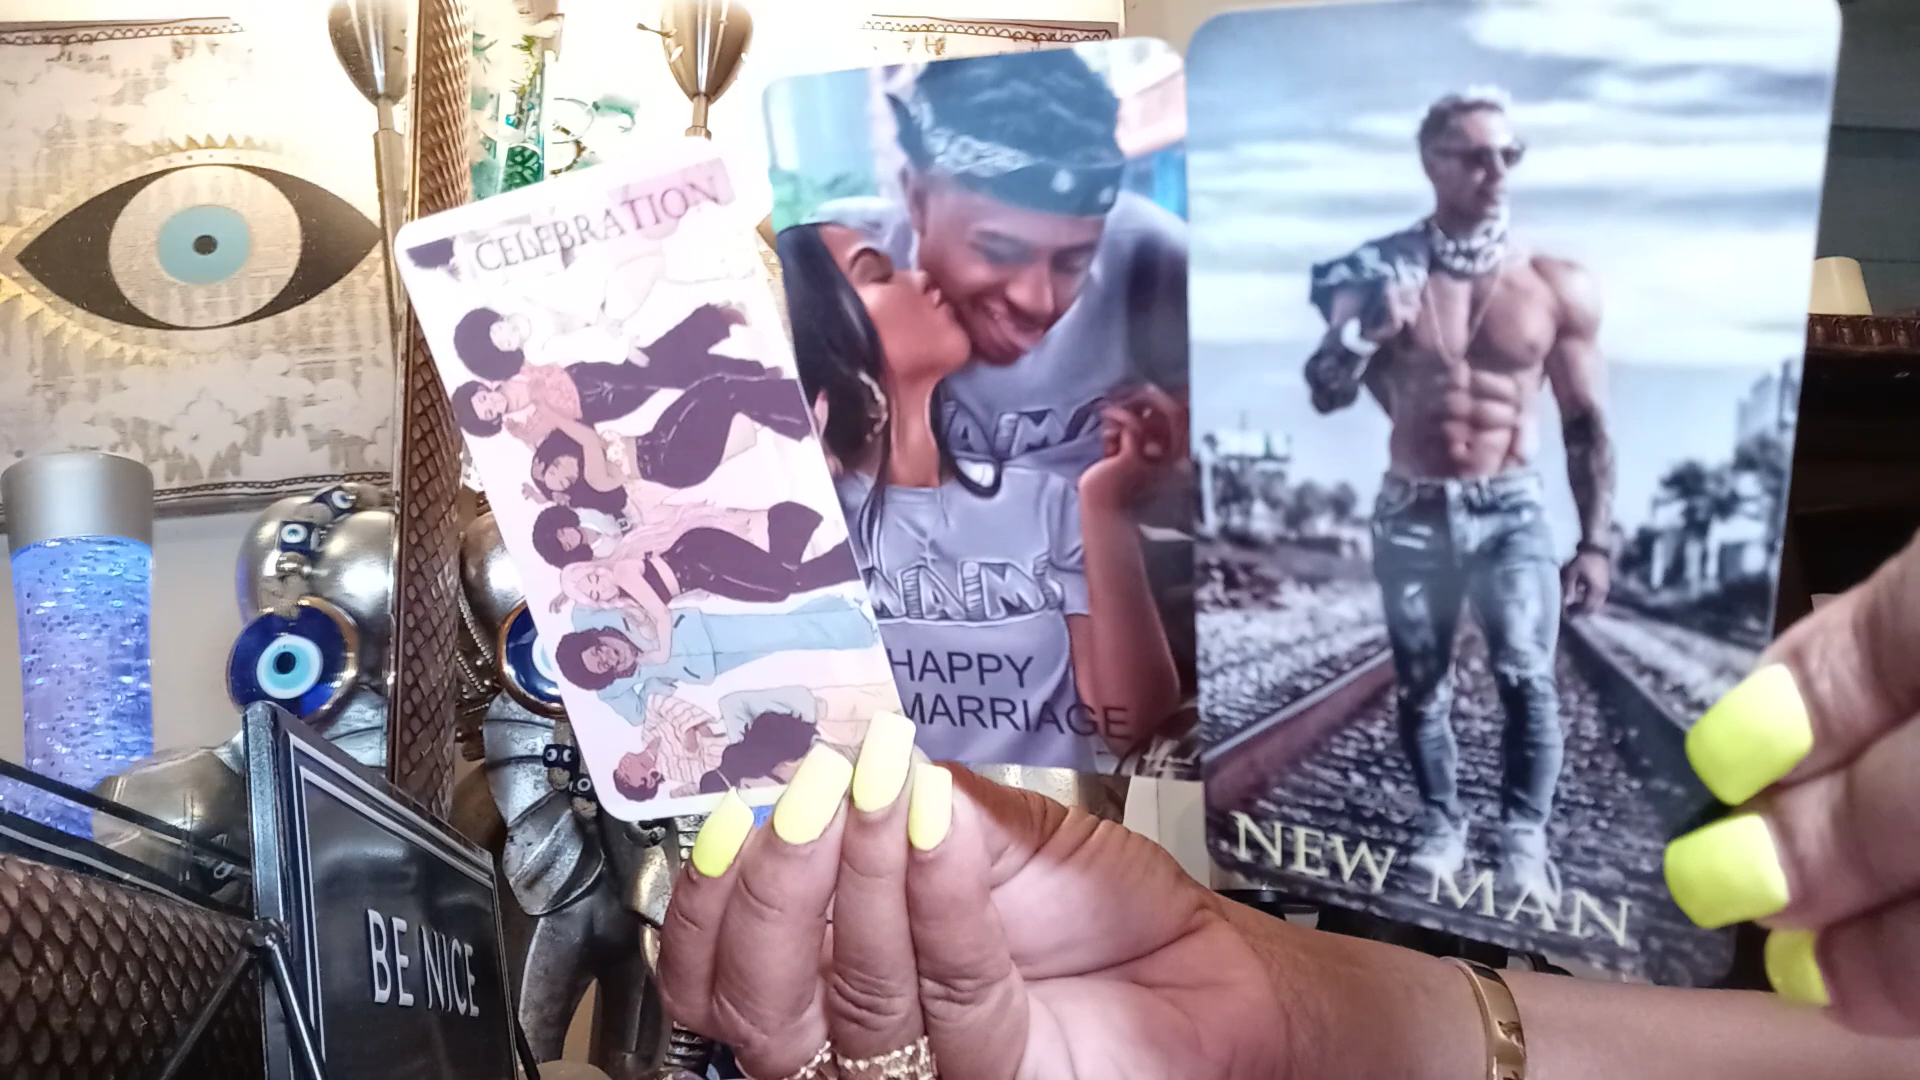 CELEBRATION
HAPPY
MARRIAGE
NEW MAN
BE NICE